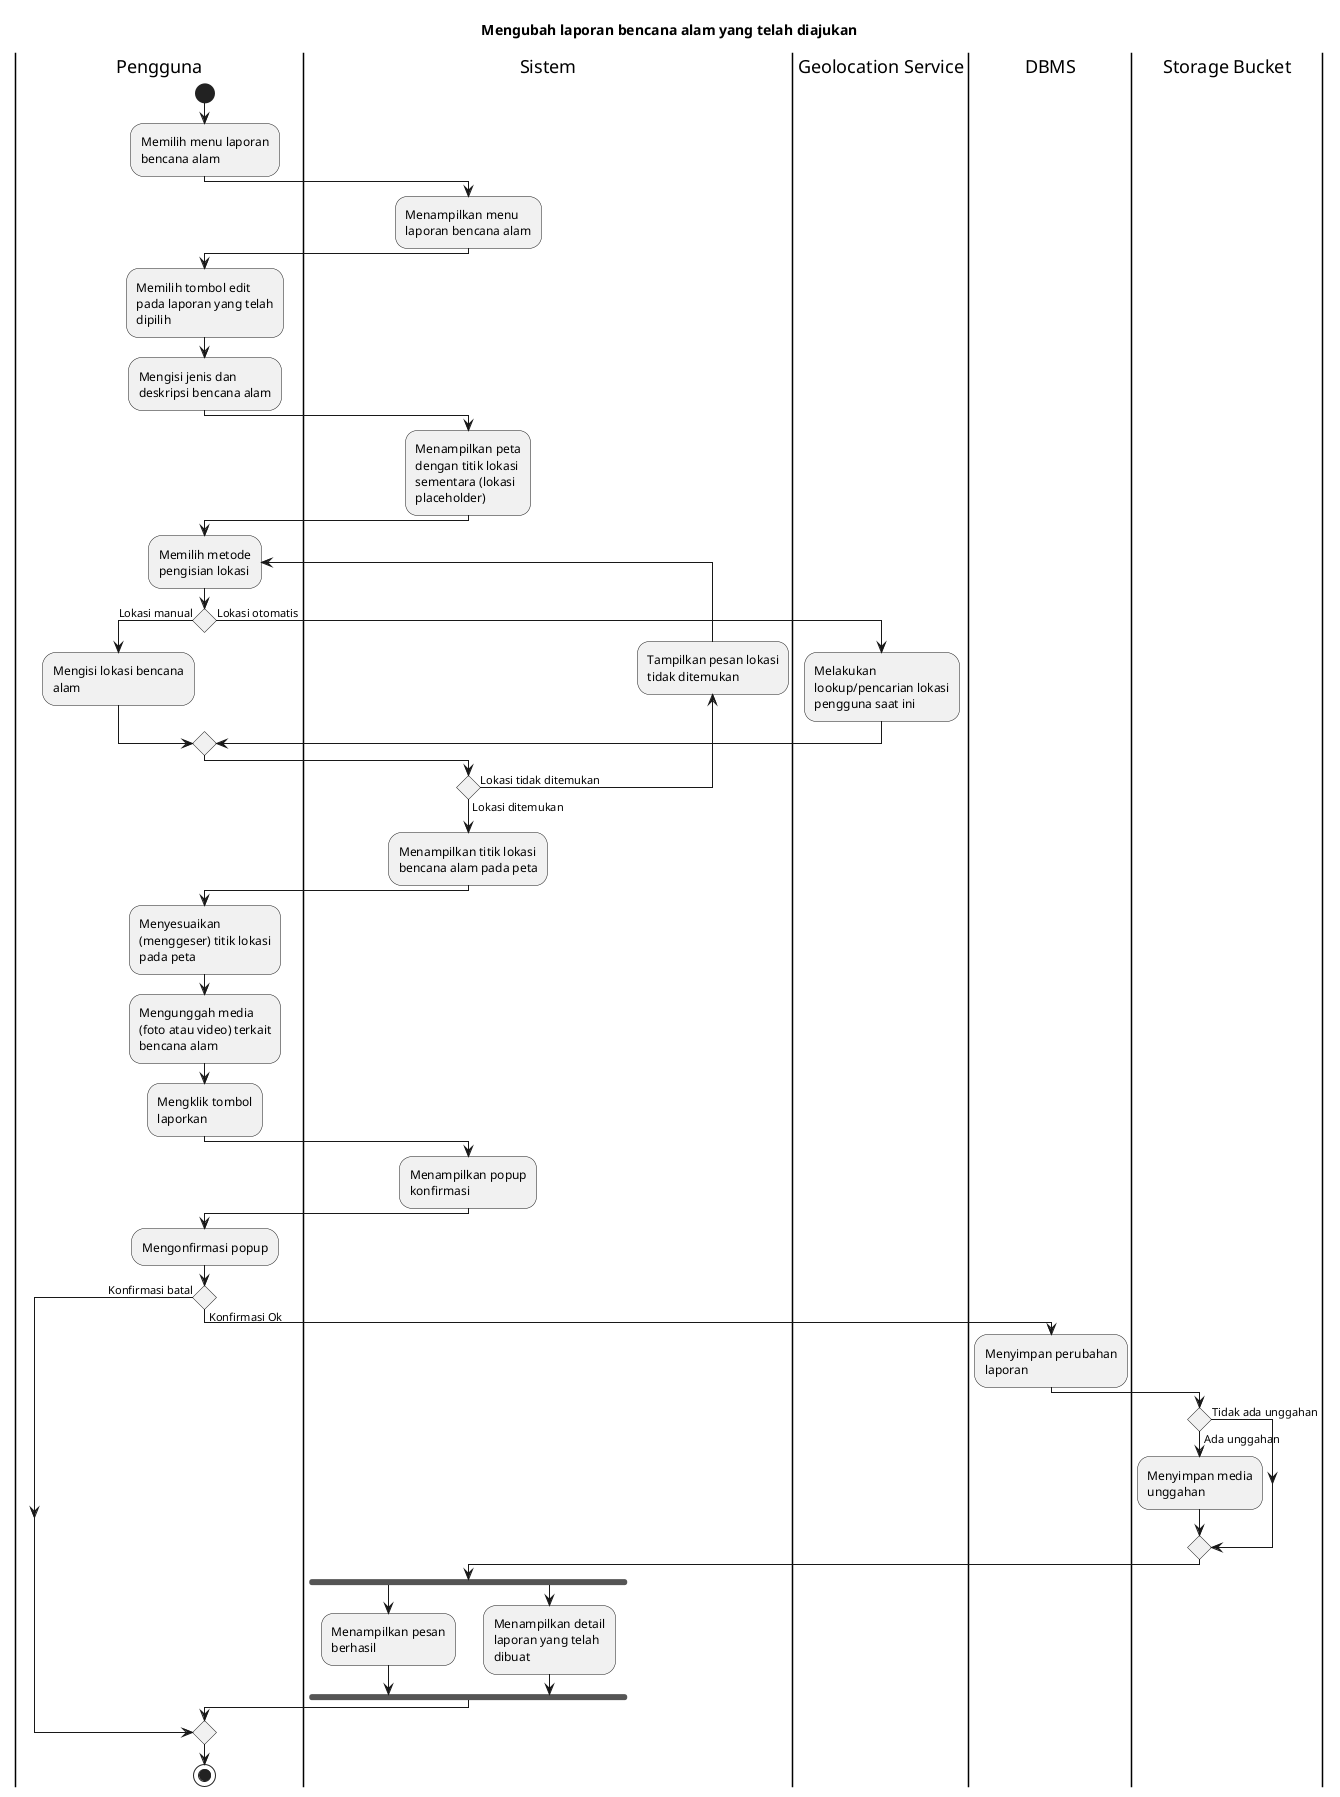 Mengubah laporan bencana alam yang telah diajukan
Pengguna
Sistem
Geolocation Service
DBMS
Storage Bucket
Memilih menu laporan
bencana alam
Menampilkan menu
laporan bencana alam
Memilih tombol edit
pada laporan yang telah
dipilih
Mengisi jenis dan
deskripsi bencana alam
Menampilkan peta
dengan titik lokasi
sementara (lokasi
placeholder)
Memilih metode
pengisian lokasi
Lokasi manual
Lokasi otomatis
Mengisi lokasi bencana
alam
Tampilkan pesan lokasi
tidak ditemukan
Melakukan
lookup/pencarian lokasi
pengguna saat ini
Lokasi tidak ditemukan
Lokasi ditemukan
Menampilkan titik lokasi
bencana alam pada peta
Menyesuaikan
(menggeser) titik lokasi
pada peta
Mengunggah media
(foto atau video) terkait
bencana alam
Mengklik tombol
laporkan
Menampilkan popup
konfirmasi
Mengonfirmasi popup
Konfirmasi batal
Konfirmasi Ok
Menyimpan perubahan
laporan
Tidak ada unggahan
Ada unggahan
Menyimpan media
unggahan
Menampilkan pesan
berhasil
Menampilkan detail
laporan yang telah
dibuat